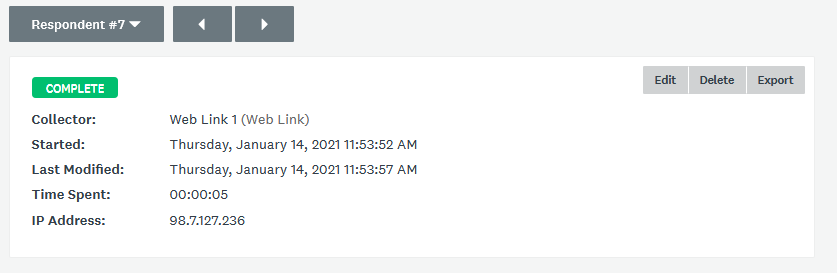 Respondent #7
COMPLETE
Edit Delete Export
Collector: Web Link 1 (Web Link)
Started: Thursday, January 14, 2021 11:53:52 AM
Last Modified: Thursday, January 14, 2021 11:53:57 AM
Time Spent: 00:00:05
IP Address: 98.7.127.236